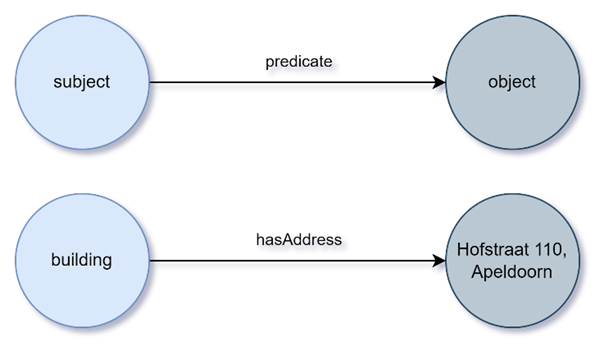 predicate
subject
object
hasAddress
building
Hofstraat 110,
Apeldoorn